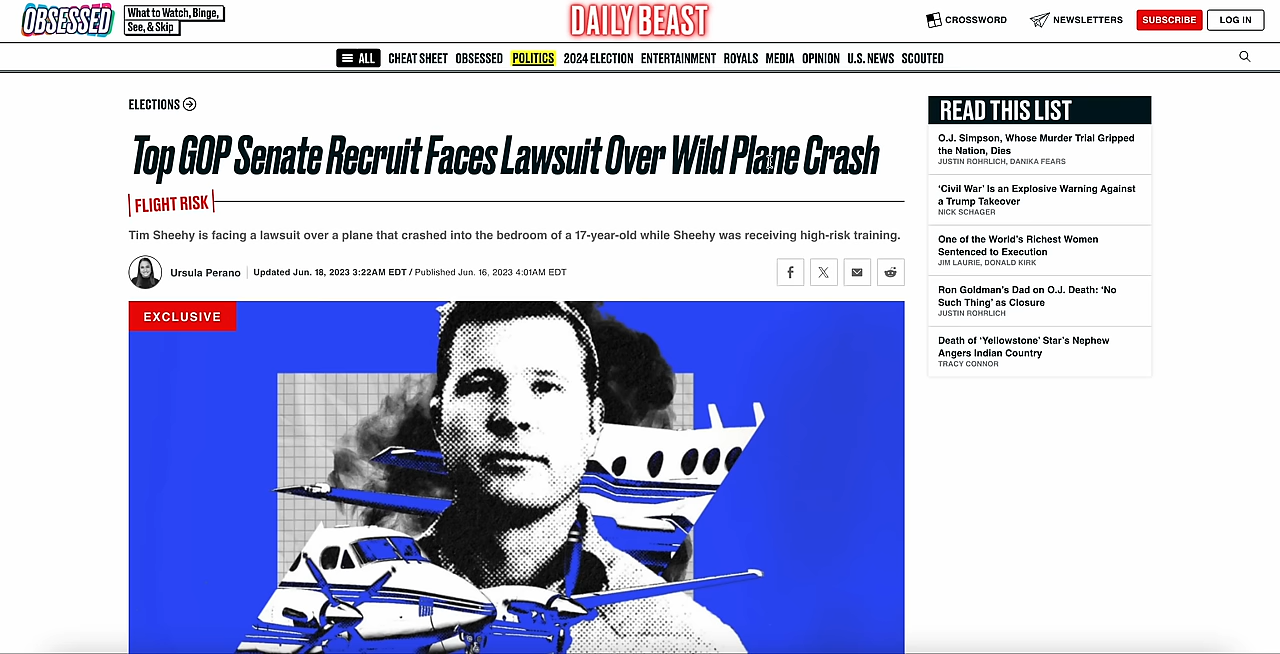 OBSESSED
What to Watch, Binge,
See, & Skip
DAILY BEAST
CROSSWORD
NEWSLETTERS
SUBSCRIBE
LOG IN
ALL
CHEAT SHEET
OBSESSED
POLITICS
2024 ELECTION
ENTERTAINMENT
ROYALS
MEDIA
OPINION
U.S. NEWS
SCOUTED
ELECTIONS
Top GOP Senate Recruit Faces Lawsuit Over Wild Plane Crash
FLIGHT RISK
Tim Sheehy is facing a lawsuit over a plane that crashed into the bedroom of a 17-year-old while Sheehy was receiving high-risk training.
Ursula Perano
Updated Jun. 18, 2023 3:22AM EDT / Published Jun. 16, 2023 4:01AM EDT
EXCLUSIVE
READ THIS LIST
O.J. Simpson, Whose Murder Trial Gripped
the Nation, Dies
JUSTIN ROHRLICH, DANIKA FEARS
‘Civil War’ Is an Explosive Warning Against
a Trump Takeover
NICK SCHAGER
One of the World’s Richest Women
Sentenced to Execution
JIM LAURIE, DONALD KIRK
Ron Goldman’s Dad on O.J. Death: ‘No
Such Thing’ as Closure
JUSTIN ROHRLICH
Death of ‘Yellowstone’ Star’s Nephew
Angers Indian Country
TRACY CONNOR